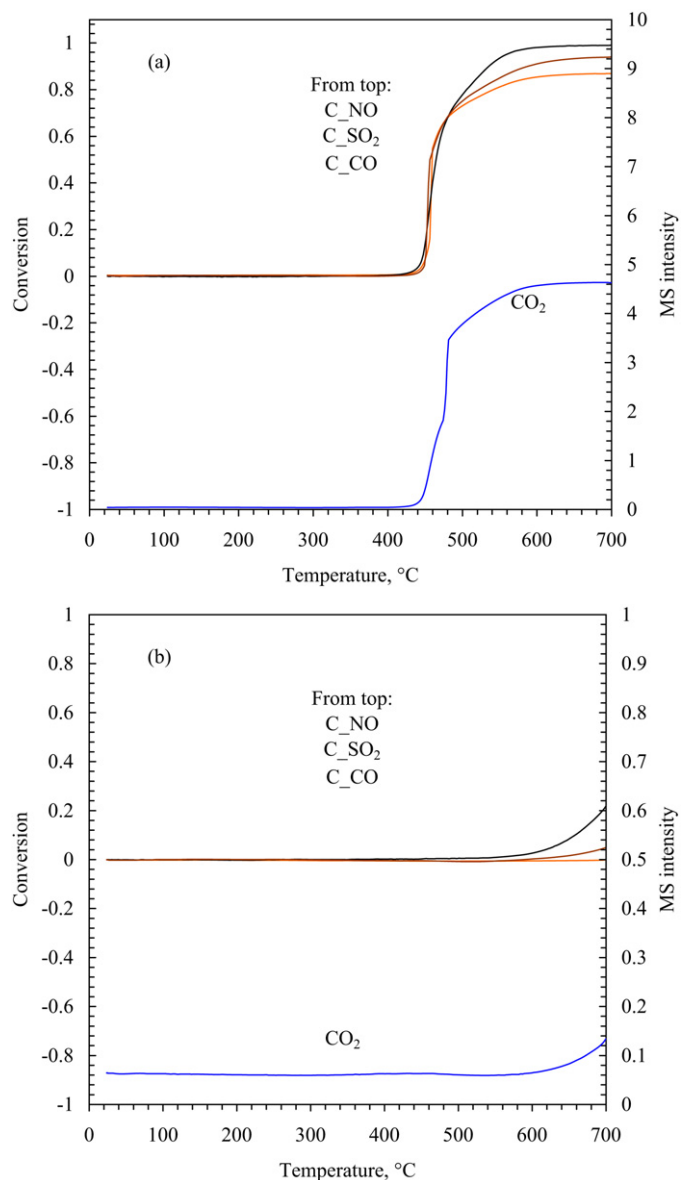 (a)
From top:
C_NO
C_SO₂
C_CO
CO₂
Conversion
1
0.8
0.6
0.4
0.2
0
-0.2
-0.4
-0.6
-0.8
-1
MS intensity
10
9
8
7
6
5
4
3
2
1
0
0 100 200 300 400 500 600 700
Temperature, °C
(b)
From top:
C_NO
C_SO₂
C_CO
CO₂
Conversion
1
0.8
0.6
0.4
0.2
0
-0.2
-0.4
-0.6
-0.8
-1
MS intensity
1
0.9
0.8
0.7
0.6
0.5
0.4
0.3
0.2
0.1
0
0 100 200 300 400 500 600 700
Temperature, °C